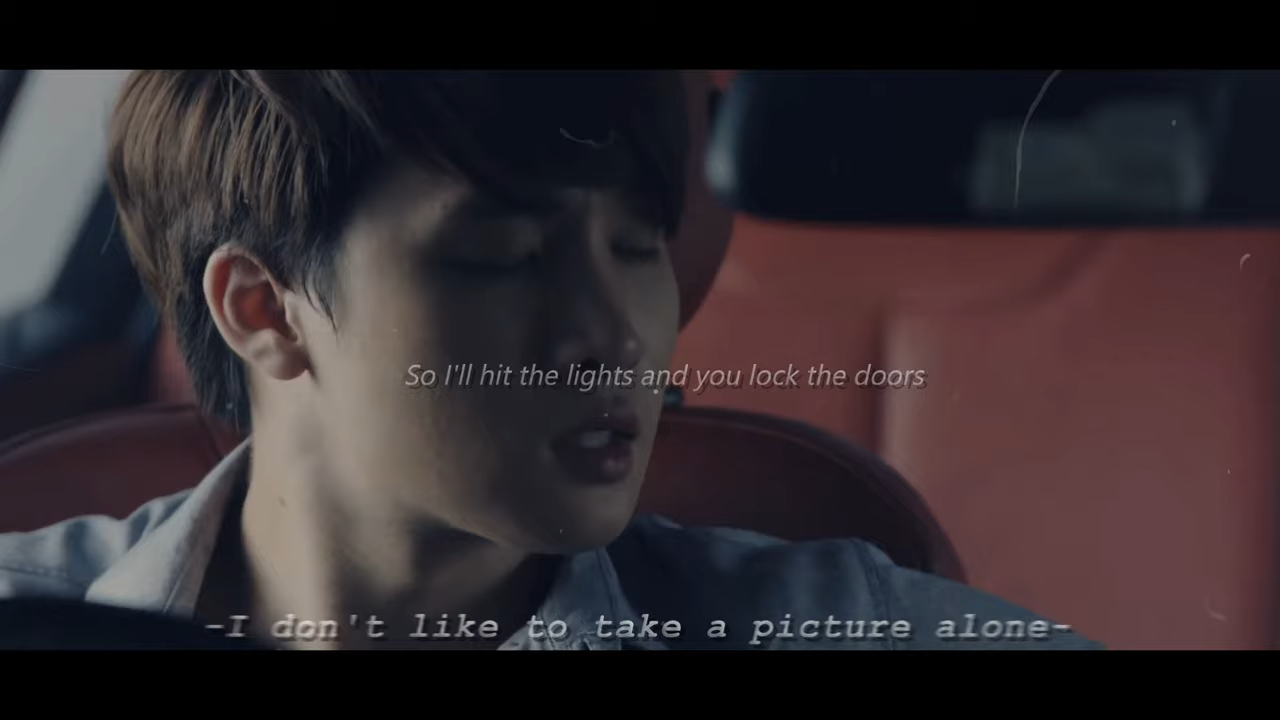 So I'll hit the lights and you lock the doors
-I don't like to take a picture alone-